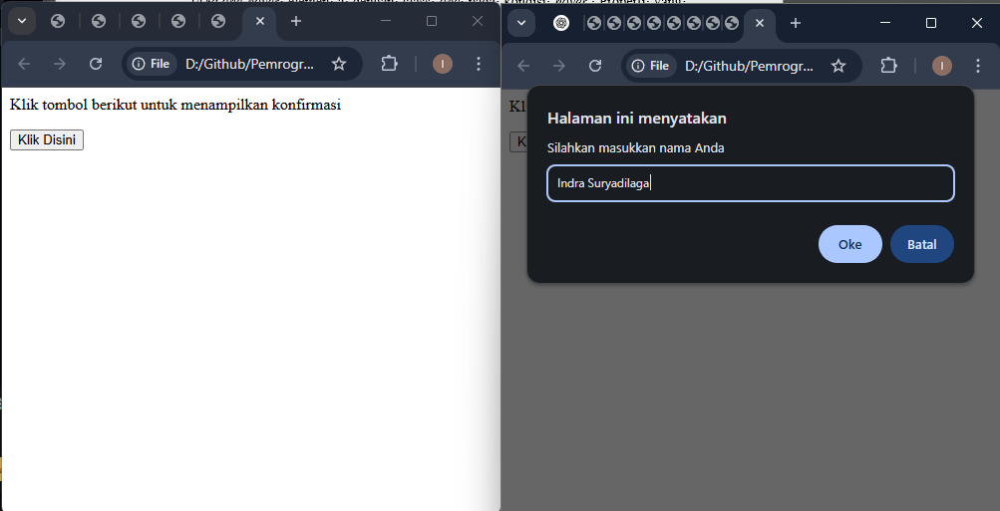 File
D:/Github/Pemrogr...
I
Klik tombol berikut untuk menampilkan konfirmasi
Klik Disini
File
D:/Github/Pemrogr...
I
Kl
K
Halaman ini menyatakan
Silahkan masukkan nama Anda
Indra Suryadilaga
Oke
Batal